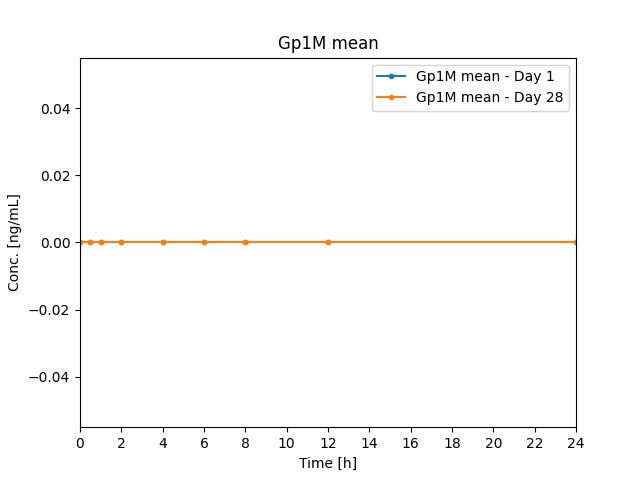 Gp1M mean
Gp1M mean - Day 1
Gp1M mean - Day 28
0.04
0.02
0.00
−0.02
−0.04
Conc. [ng/mL]
0 2 4 6 8 10 12 14 16 18 20 22 24
Time [h]